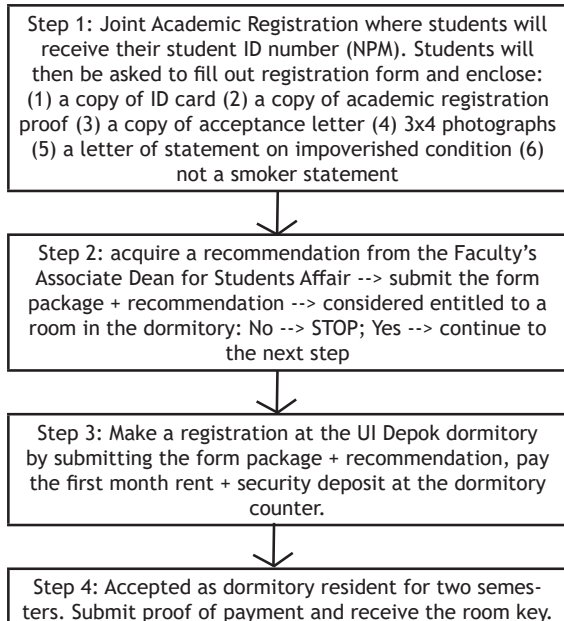 Step 1: Joint Academic Registration where students will
receive their student ID number (NPM). Students will
then be asked to fill out registration form and enclose:
(1) a copy of ID card (2) a copy of academic registration
proof (3) a copy of acceptance letter (4) 3x4 photographs
(5) a letter of statement on impoverished condition (6)
not a smoker statement
Step 2: acquire a recommendation from the Faculty's
Associate Dean for Students Affair --> submit the form
package + recommendation --> considered entitled to a
room in the dormitory: No --> STOP; Yes --> continue to
the next step
Step 3: Make a registration at the UI Depok dormitory
by submitting the form package + recommendation, pay
the first month rent + security deposit at the dormitory
counter.
Step 4: Accepted as dormitory resident for two semes-
ters. Submit proof of payment and receive the room key.